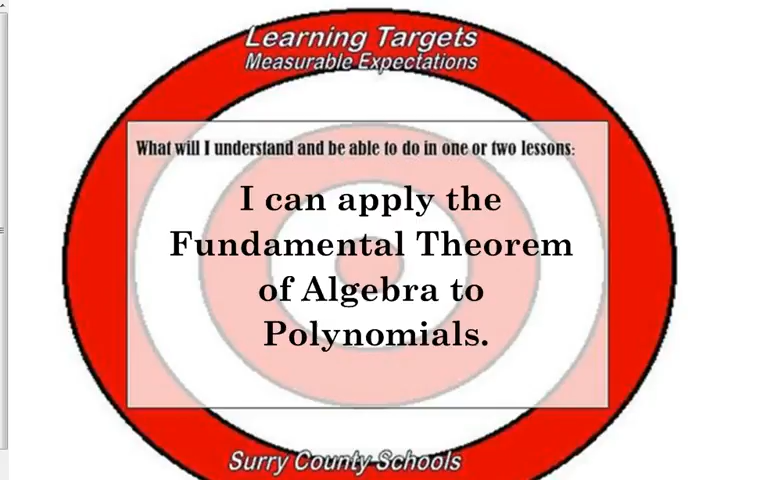 Learning Targets
Measurable Expectations
What will I understand and be able to do in one or two lessons:
I can apply the
Fundamental Theorem
of Algebra to
Polynomials.
Surry County Schools